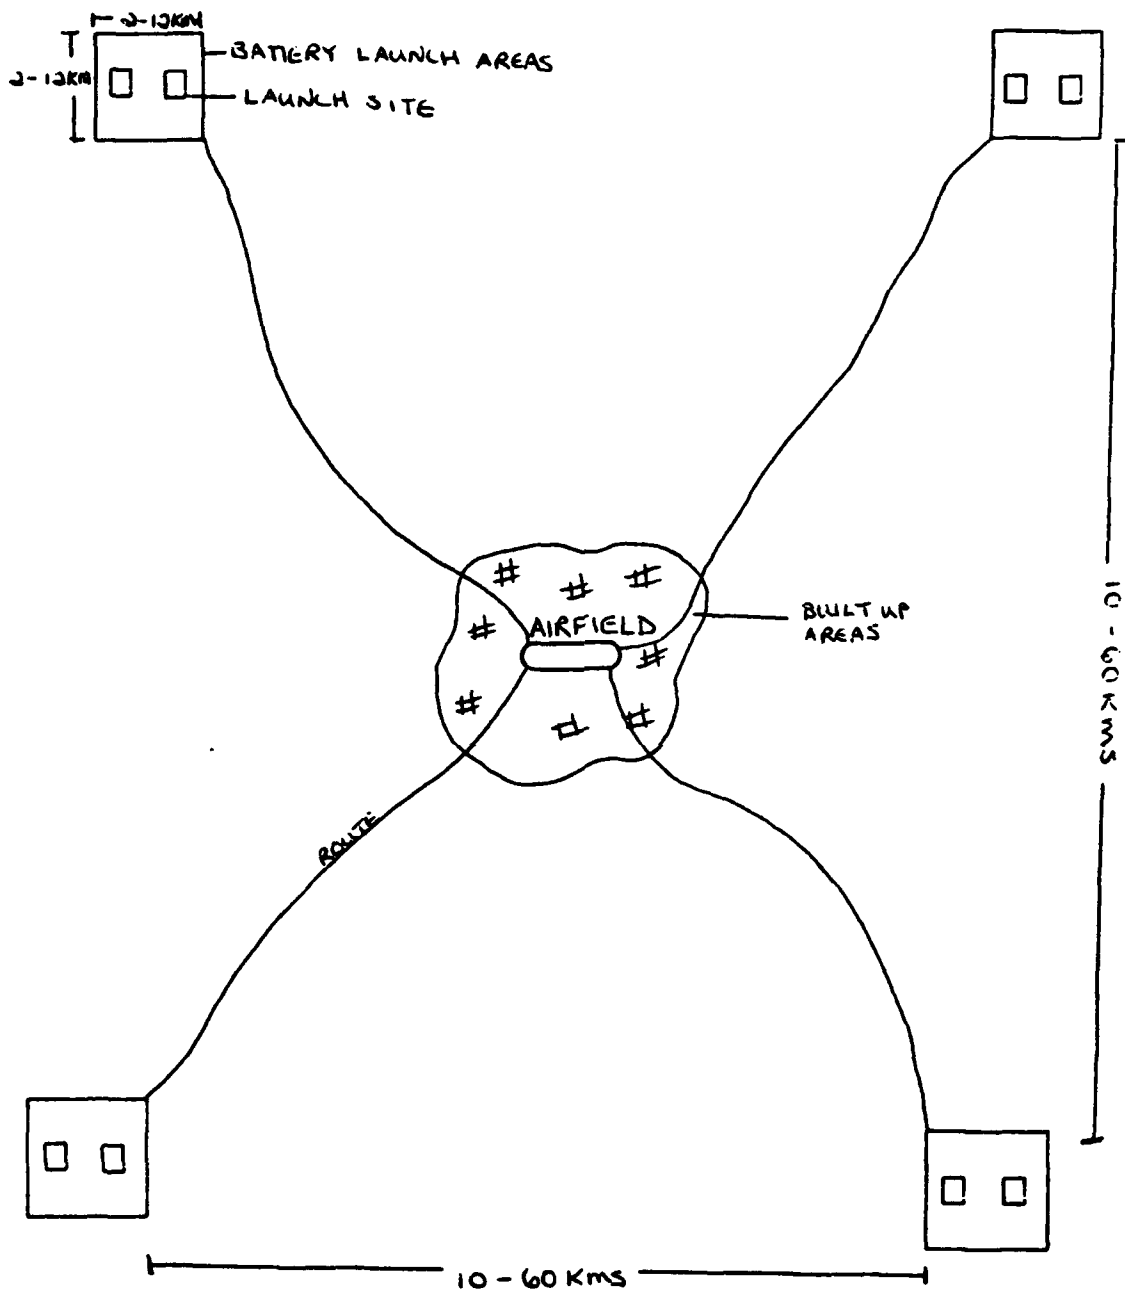 2-12KM
2-12KM
BATTERY LAUNCH AREAS
LAUNCH SITE
AIRFIELD
BUILT UP
AREAS
10-60 KMS
ROUTE
10-60 Kms